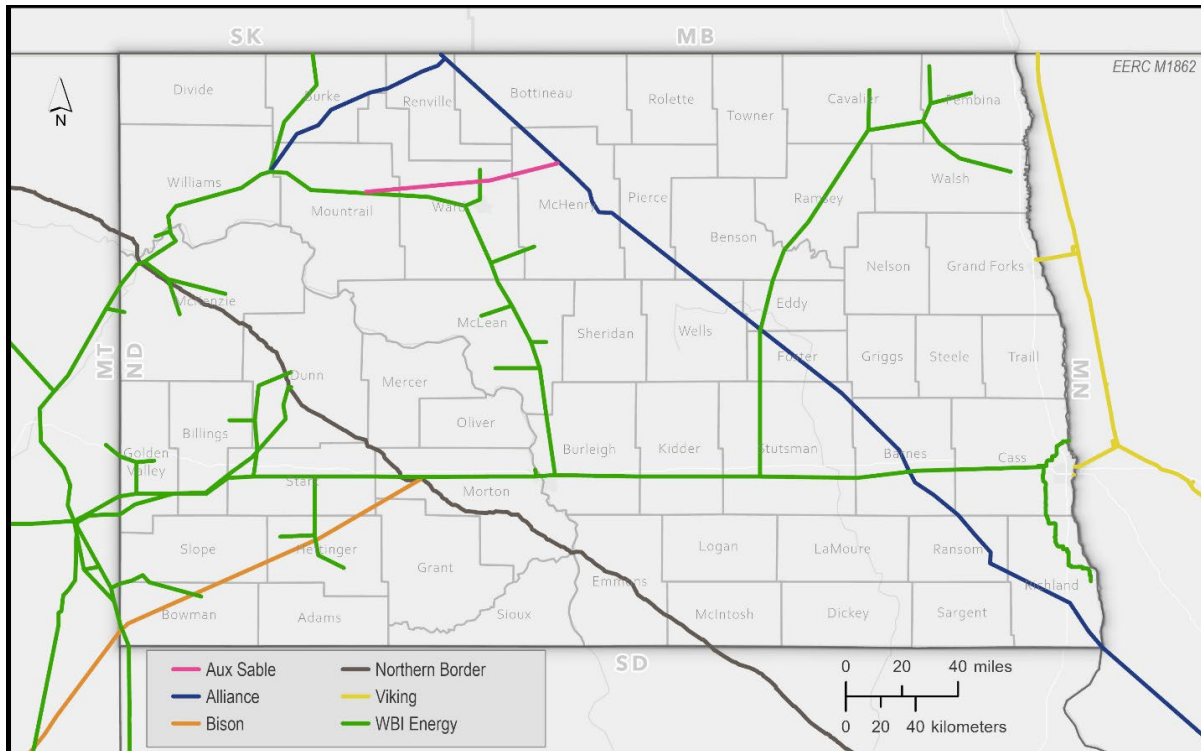 SK
MB
EERC M1862
N
Divide
Burke
Renville
Bottineau
Rolette
Towner
Cavalier
Pembina
Williams
Mountrail
Ward
McHenry
Pierce
Ramsey
Walsh
Benson
Nelson
Grand Forks
McKenzie
McLean
Sheridan
Wells
Eddy
Foster
Griggs
Steele
Traill
MT
ND
MN
Dunn
Mercer
Oliver
Billings
Golden
Valley
Burleigh
Kidder
Stutsman
Barnes
Cass
Stark
Morton
Slope
Hettinger
Grant
Logan
LaMoure
Ransom
Richland
Emmons
Bowman
Adams
Sioux
McIntosh
Dickey
Sargent
SD
Aux Sable
Alliance
Bison
Northern Border
Viking
WBI Energy
0 20 40 miles
0 20 40 kilometers